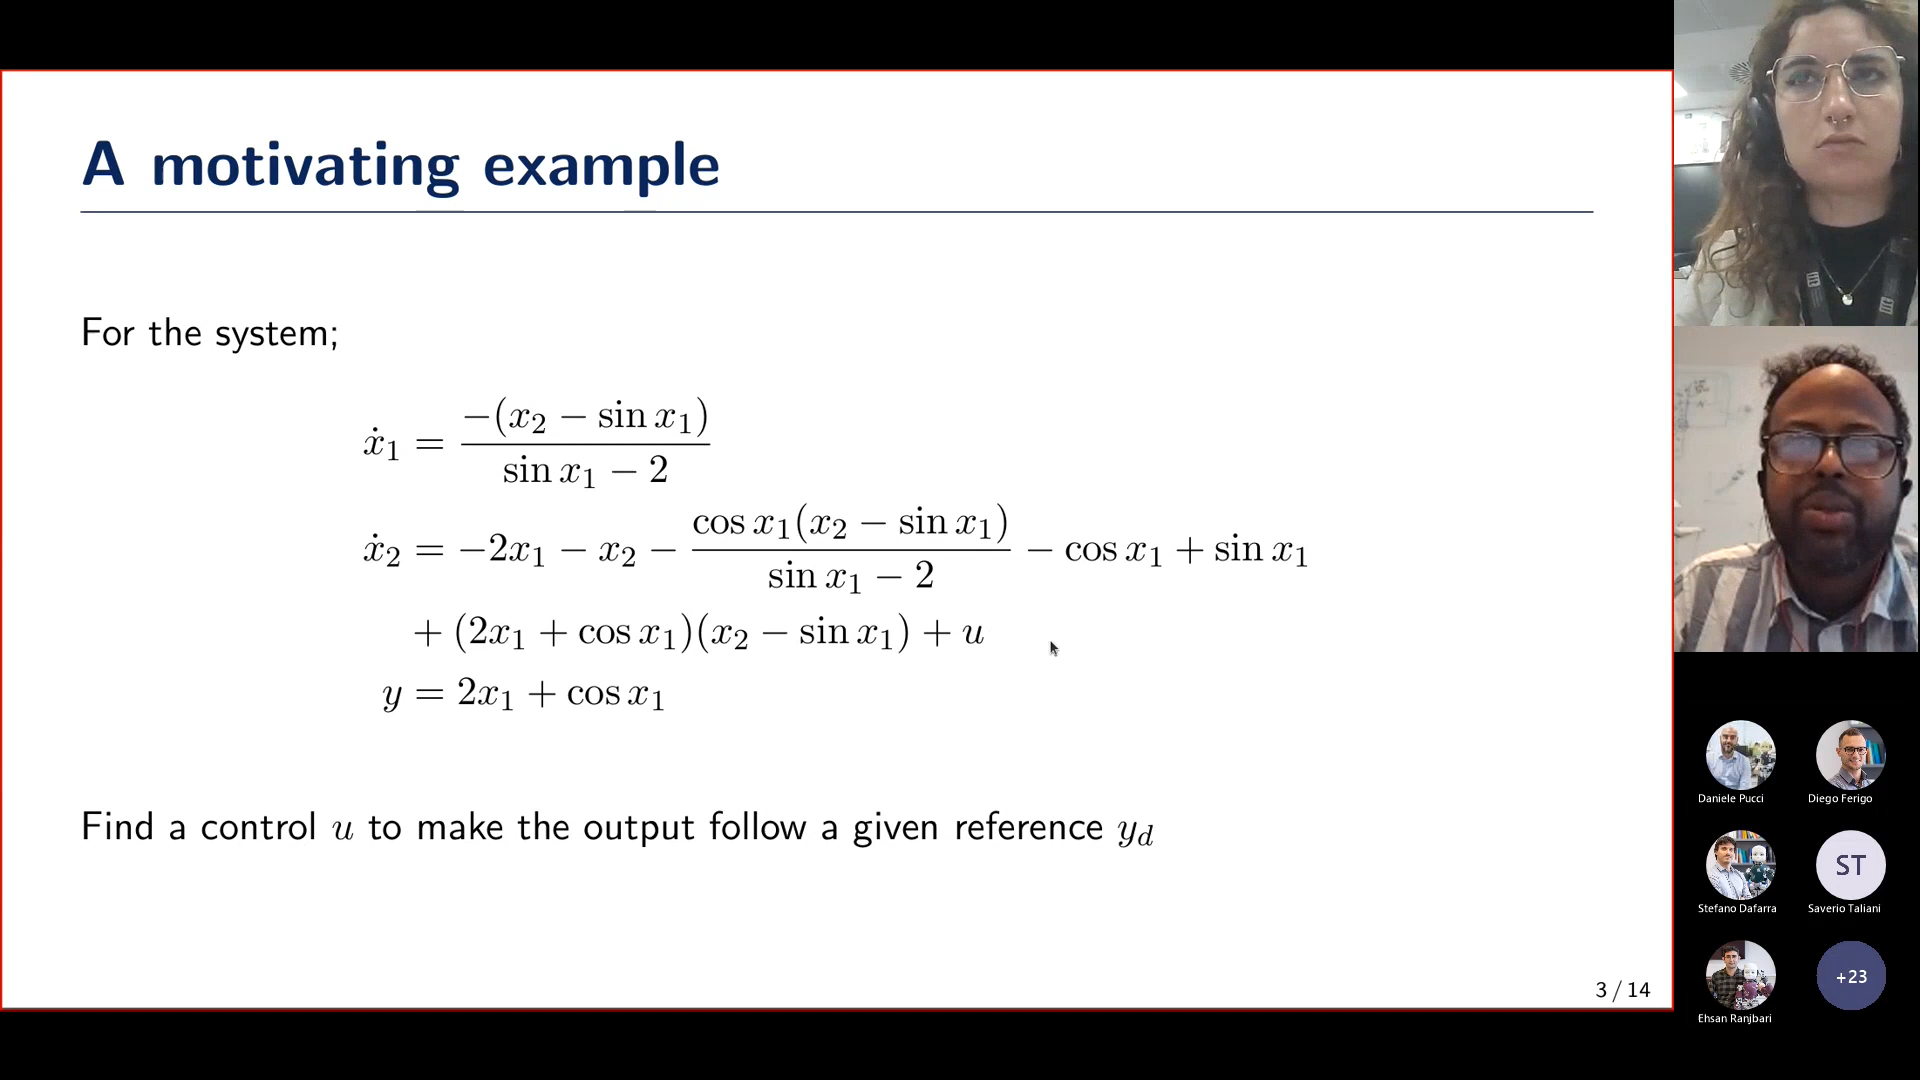 A motivating example
For the system;
ẋ₁ = −(x₂ − sin x₁) / (sin x₁ − 2)
ẋ₂ = −2x₁ − x₂ − cos x₁(x₂ − sin x₁) / (sin x₁ − 2) − cos x₁ + sin x₁
+ (2x₁ + cos x₁)(x₂ − sin x₁) + u
y = 2x₁ + cos x₁
Find a control u to make the output follow a given reference y_d
3 / 14
Daniele Pucci
Diego Ferigo
Stefano Dafarra
ST
Saverio Taliani
Ehsan Ranjbari
+23